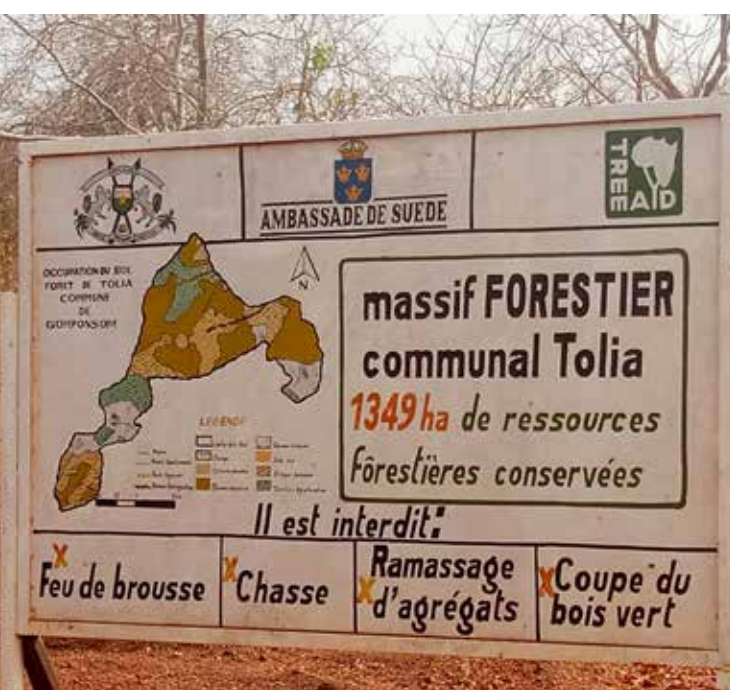 AMBASSADE DE SUEDE
TREE
AID
OCCUPATION DU SOL
FORET DE TOLIA
COMMUNE
DE
GOMPONSOM
N
massif FORESTIER
communal Tolia
1349 ha de ressources
forestières conservées
LEGENDE
Il est interdit:
X Feu de brousse
X Chasse
Ramassage
X d'agrégats
X Coupe du
bois vert